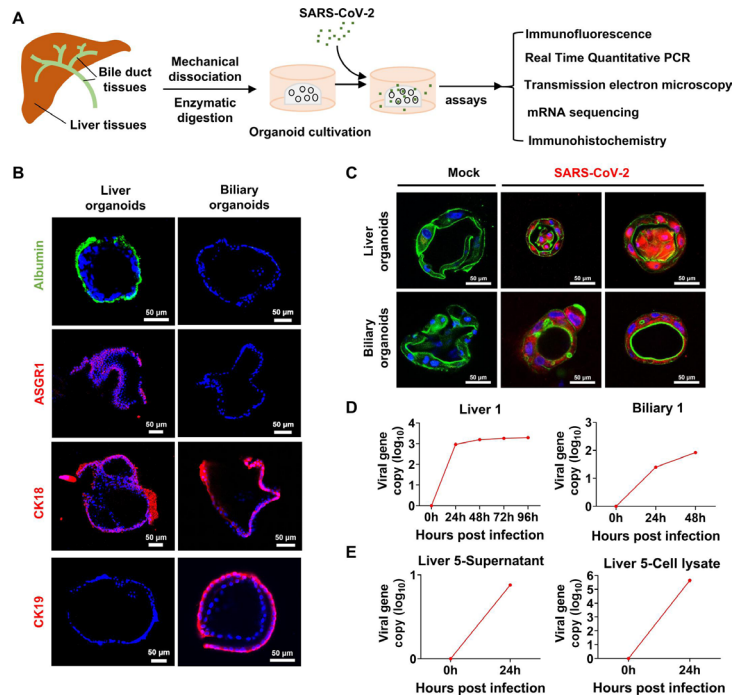 A
SARS-CoV-2
Bile duct
tissues
Liver tissues
Mechanical
dissociation
Enzymatic
digestion
Organoid cultivation
assays
Immunofluorescence
Real Time Quantitative PCR
Transmission electron microscopy
mRNA sequencing
Immunohistochemistry
B
Liver
organoids
Biliary
organoids
Albumin
50 µm
50 µm
ASGR1
50 µm
50 µm
CK18
50 µm
50 µm
CK19
50 µm
50 µm
C
Mock
SARS-CoV-2
Liver
organoids
50 µm
50 µm
50 µm
Biliary
organoids
50 µm
50 µm
50 µm
D
Liver 1
Viral gene
copy (log10)
4
3
2
1
0
0h 24h 48h 72h 96h
Hours post infection
Biliary 1
Viral gene
copy (log10)
3
2
1
0
0h 24h 48h
Hours post infection
E
Liver 5-Supernatant
Viral gene
copy (log10)
1
0
0h 24h
Hours post infection
Liver 5-Cell lysate
Viral gene
copy (log10)
6
5
4
3
2
1
0
0h 24h
Hours post infection